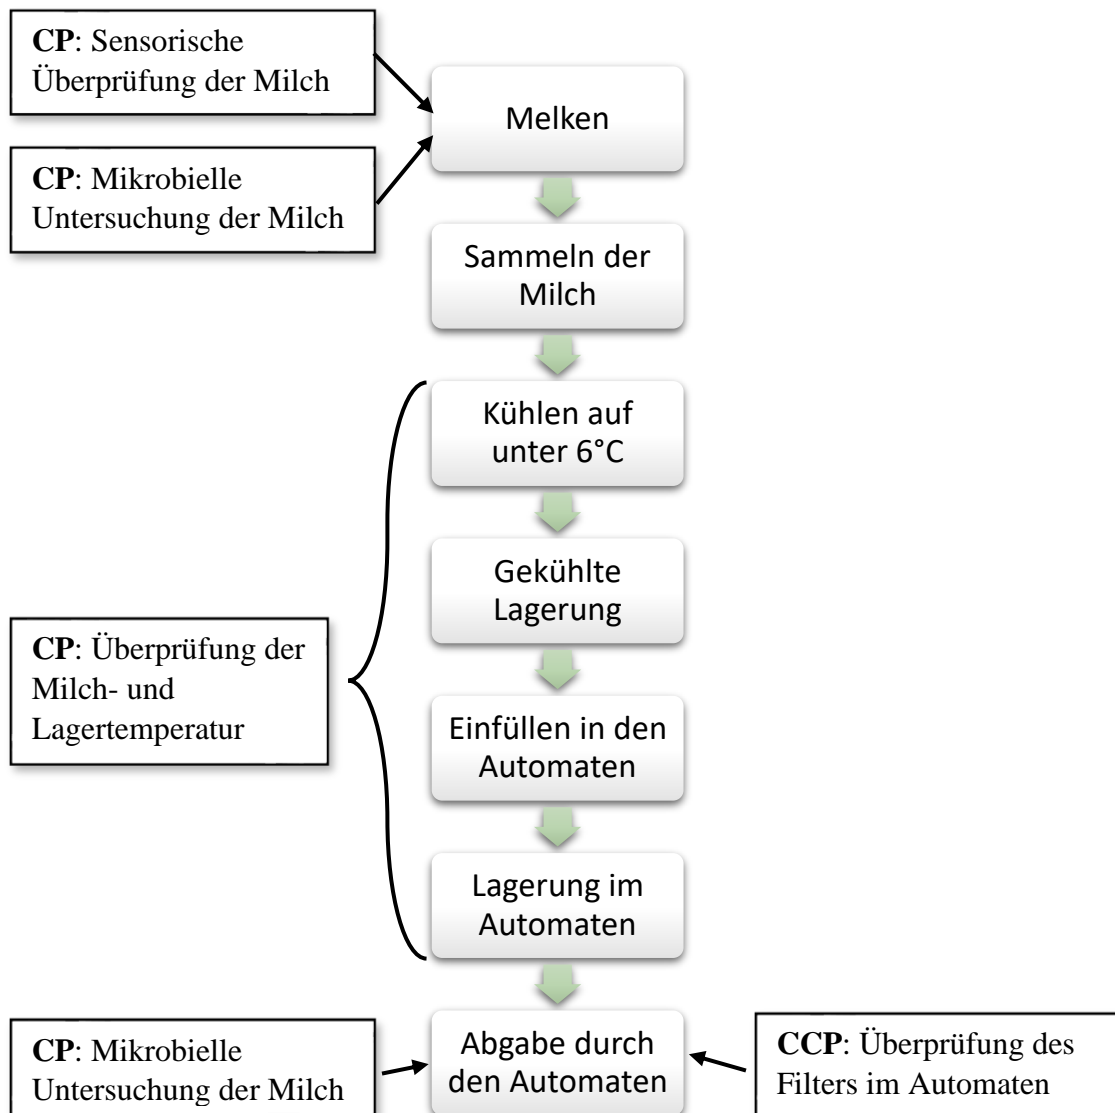 CP: Sensorische
Überprüfung der Milch
Melken
CP: Mikrobielle
Untersuchung der Milch
Sammeln der
Milch
Kühlen auf
unter 6°C
Gekühlte
Lagerung
CP: Überprüfung der
Milch- und
Lagertemperatur
Einfüllen in den
Automaten
Lagerung im
Automaten
CP: Mikrobielle
Untersuchung der Milch
Abgabe durch
den Automaten
CCP: Überprüfung des
Filters im Automaten